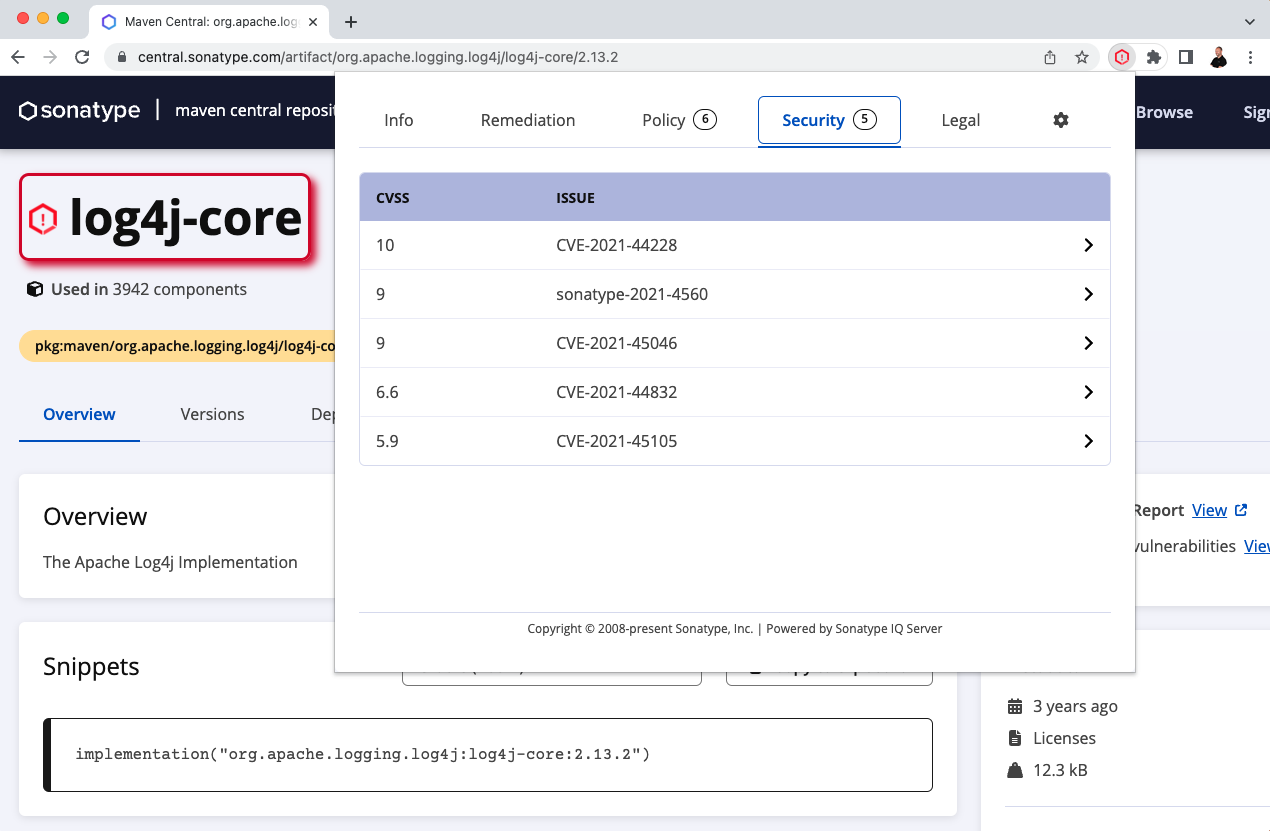 Maven Central: org.apache.log
central.sonatype.com/artifact/org.apache.logging.log4j/log4j-core/2.13.2
sonatype | maven central reposit
Browse
Sign
Info
Remediation
Policy 6
Security 5
Legal
log4j-core
Used in 3942 components
pkg:maven/org.apache.logging.log4j/log4j-co
Overview
Versions
Dep
CVSS ISSUE
10 CVE-2021-44228
9 sonatype-2021-4560
9 CVE-2021-45046
6.6 CVE-2021-44832
5.9 CVE-2021-45105
Copyright © 2008-present Sonatype, Inc. | Powered by Sonatype IQ Server
Overview
The Apache Log4j Implementation
Report View
vulnerabilities View
Snippets
implementation("org.apache.logging.log4j:log4j-core:2.13.2")
3 years ago
Licenses
12.3 kB